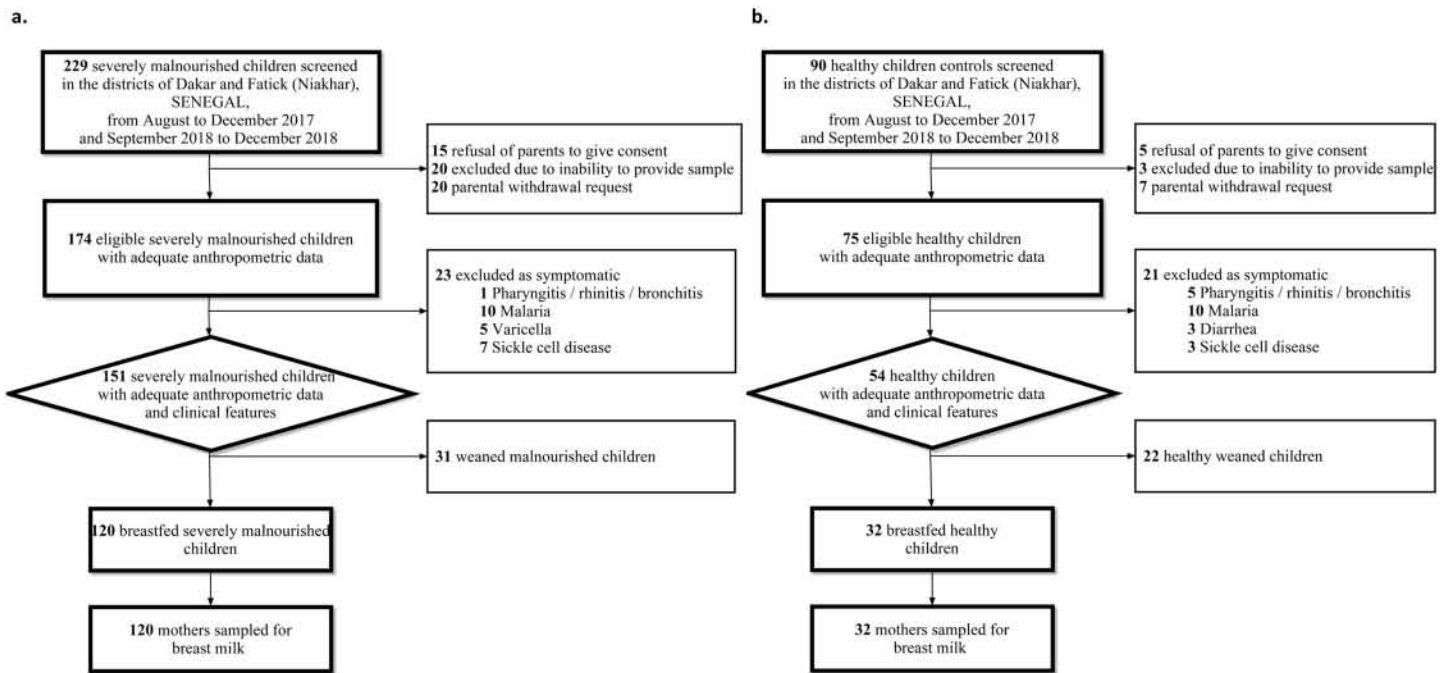 a.
229 severely malnourished children screened
in the districts of Dakar and Fatick (Niakhar),
SENEGAL,
from August to December 2017
and September 2018 to December 2018
15 refusal of parents to give consent
20 excluded due to inability to provide sample
20 parental withdrawal request
174 eligible severely malnourished children
with adequate anthropometric data
23 excluded as symptomatic
1 Pharyngitis / rhinitis / bronchitis
10 Malaria
5 Varicella
7 Sickle cell disease
151 severely malnourished children
with adequate anthropometric data
and clinical features
31 weaned malnourished children
120 breastfed severely malnourished
children
120 mothers sampled for
breast milk
b.
90 healthy children controls screened
in the districts of Dakar and Fatick (Niakhar),
SENEGAL,
from August to December 2017
and September 2018 to December 2018
5 refusal of parents to give consent
3 excluded due to inability to provide sample
7 parental withdrawal request
75 eligible healthy children
with adequate anthropometric data
21 excluded as symptomatic
5 Pharyngitis / rhinitis / bronchitis
10 Malaria
3 Diarrhea
3 Sickle cell disease
54 healthy children
with adequate anthropometric data
and clinical features
22 healthy weaned children
32 breastfed healthy
children
32 mothers sampled for
breast milk